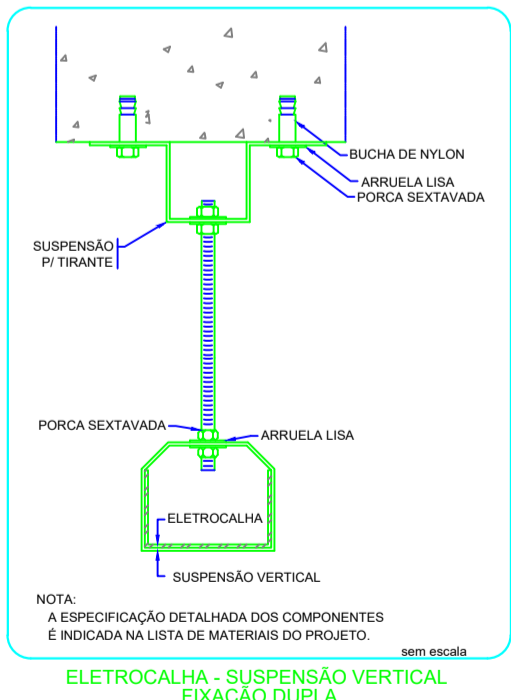 BUCHA DE NYLON
ARRUELA LISA
PORCA SEXTAVADA
SUSPENSÃO
P/ TIRANTE
PORCA SEXTAVADA
ARRUELA LISA
ELETROCALHA
SUSPENSÃO VERTICAL
NOTA:
A ESPECIFICAÇÃO DETALHADA DOS COMPONENTES
É INDICADA NA LISTA DE MATERIAIS DO PROJETO.
sem escala
ELETROCALHA - SUSPENSÃO VERTICAL
FIXAÇÃO DUPLA